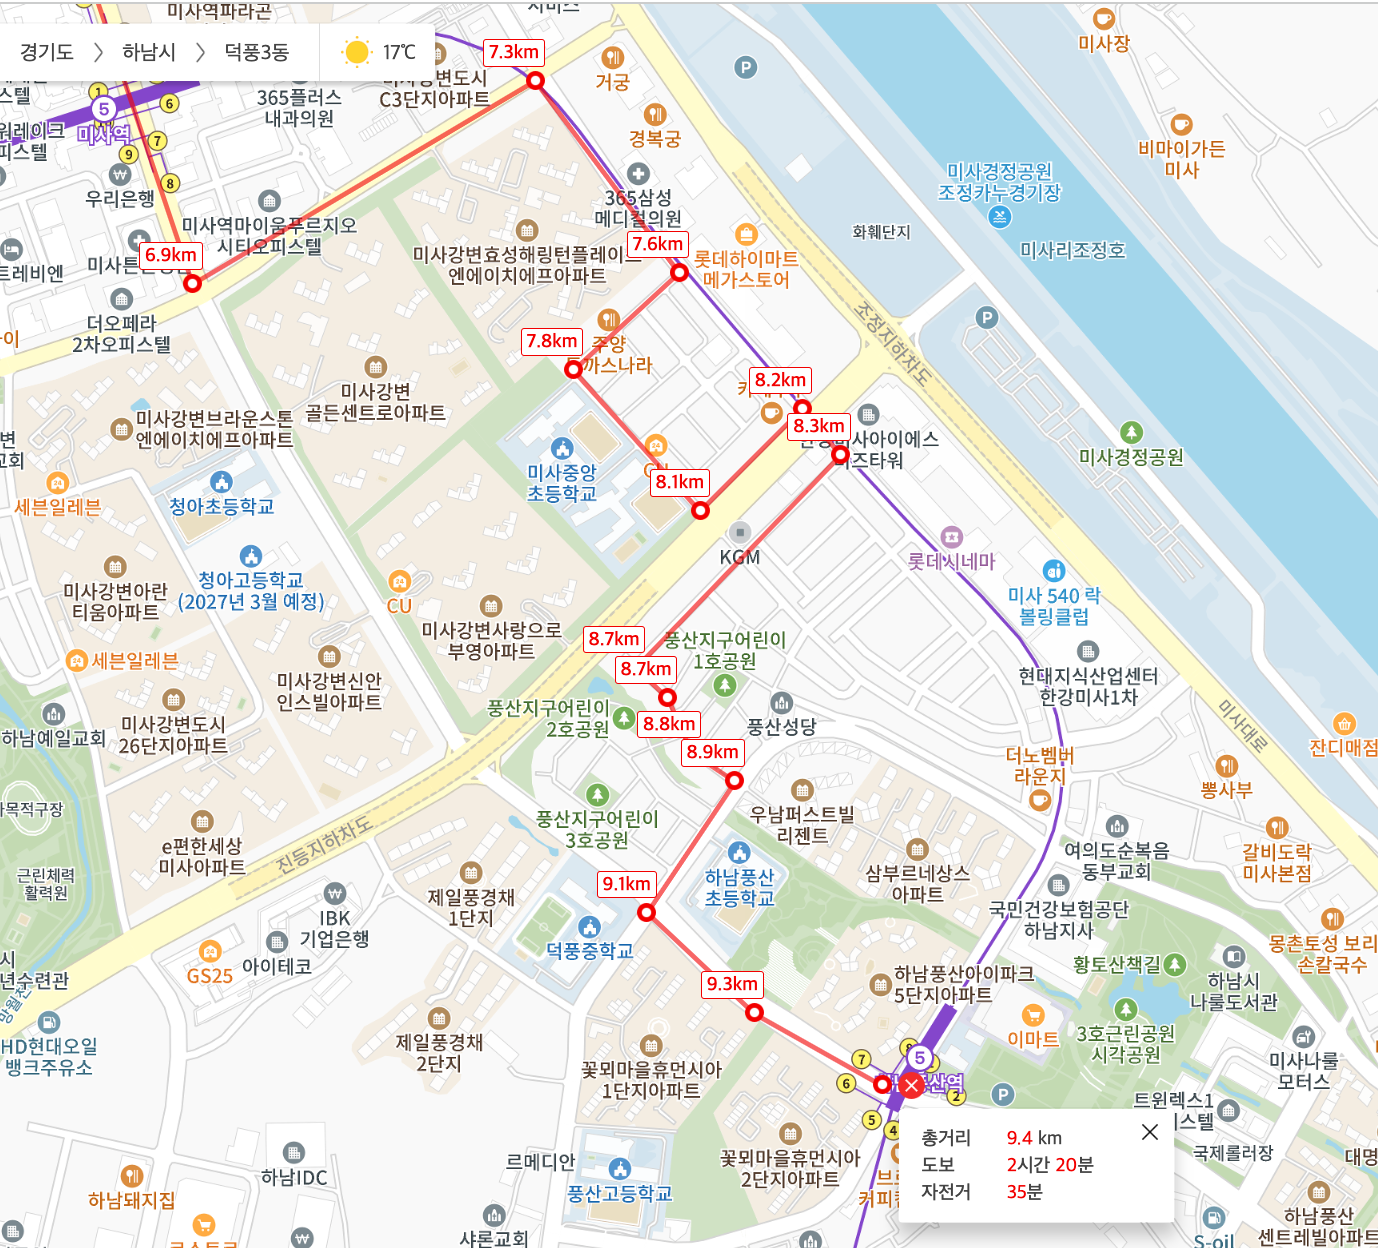 미사역파라곤
서비스
경기도
하남시
덕풍3동
17℃
7.3km
미사강변도시
C3단지아파트
거궁
P
미사장
365플러스
내과의원
경복궁
비마이가든
미사
5
미사역
1
6
7
9
8
우리은행
365삼성
메디컬의원
미사경정공원
조정카누경기장
미사리조정호
화훼단지
미사역마이움푸르지오
시티오피스텔
6.9km
7.6km
미사강변효성해링턴플레이스
엔에이치에프아파트
롯데하이마트
메가스토어
트레비엔
더오페라
2차오피스텔
조정지하차도
P
7.8km
주양
돈까스나라
8.2km
미사강변
골든센트로아파트
미사강변브라운스톤
엔에이치에프아파트
8.3km
미사중앙
초등학교
CU
8.1km
미사경정공원
세븐일레븐
청아초등학교
KGM
롯데시네마
청아고등학교
(2027년 3월 예정)
미사강변아란
티움아파트
CU
미사 540 락
볼링클럽
미사강변사랑으로
부영아파트
8.7km
8.7km
풍산지구어린이
1호공원
세븐일레븐
미사강변신안
인스빌아파트
현대지식산업센터
한강미사1차
하남예일교회
미사강변도시
26단지아파트
풍산지구어린이
2호공원
8.8km
풍산성당
8.9km
미사대로
잔디매점
더노벰버
라운지
뽕사부
다목적구장
풍산지구어린이
3호공원
우남퍼스트빌
리젠트
e편한세상
미사아파트
진등지하차도
여의도순복음
동부교회
갈비도락
미사본점
근린체력
활력원
제일풍경채
1단지
9.1km
하남풍산
초등학교
삼부르네상스
아파트
IBK
기업은행
국민건강보험공단
하남지사
GS25
아이테코
덕풍중학교
몽촌토성 보리
손칼국수
황토산책길
하남시
나룰도서관
9.3km
하남풍산아이파크
5단지아파트
망월천
HD현대오일
뱅크주유소
제일풍경채
2단지
꽃뫼마을휴먼시아
1단지아파트
이마트
3호근린공원
시각공원
미사나룰
모터스
5
7
6
2
5
4
P
트윈렉스1
국제롤러장
총거리 9.4 km
도보 2시간 20분
자전거 35분
꽃뫼마을휴먼시아
2단지아파트
하남IDC
르메디안
풍산고등학교
하남돼지집
샤론교회
S-oil
하남풍산
센트레빌아파트